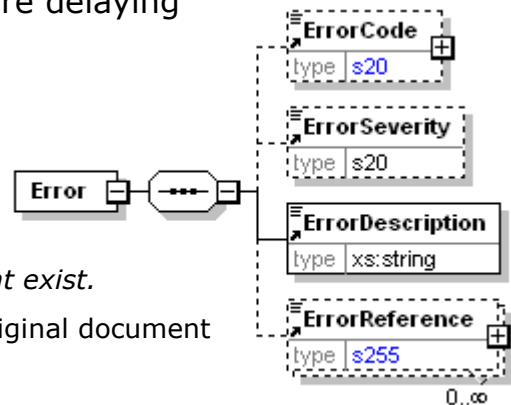 re delaying
ErrorCode
type s20
ErrorSeverity
type s20
Error
ErrorDescription
type xs:string
t exist.
iginal document
ErrorReference
type s255
0..∞